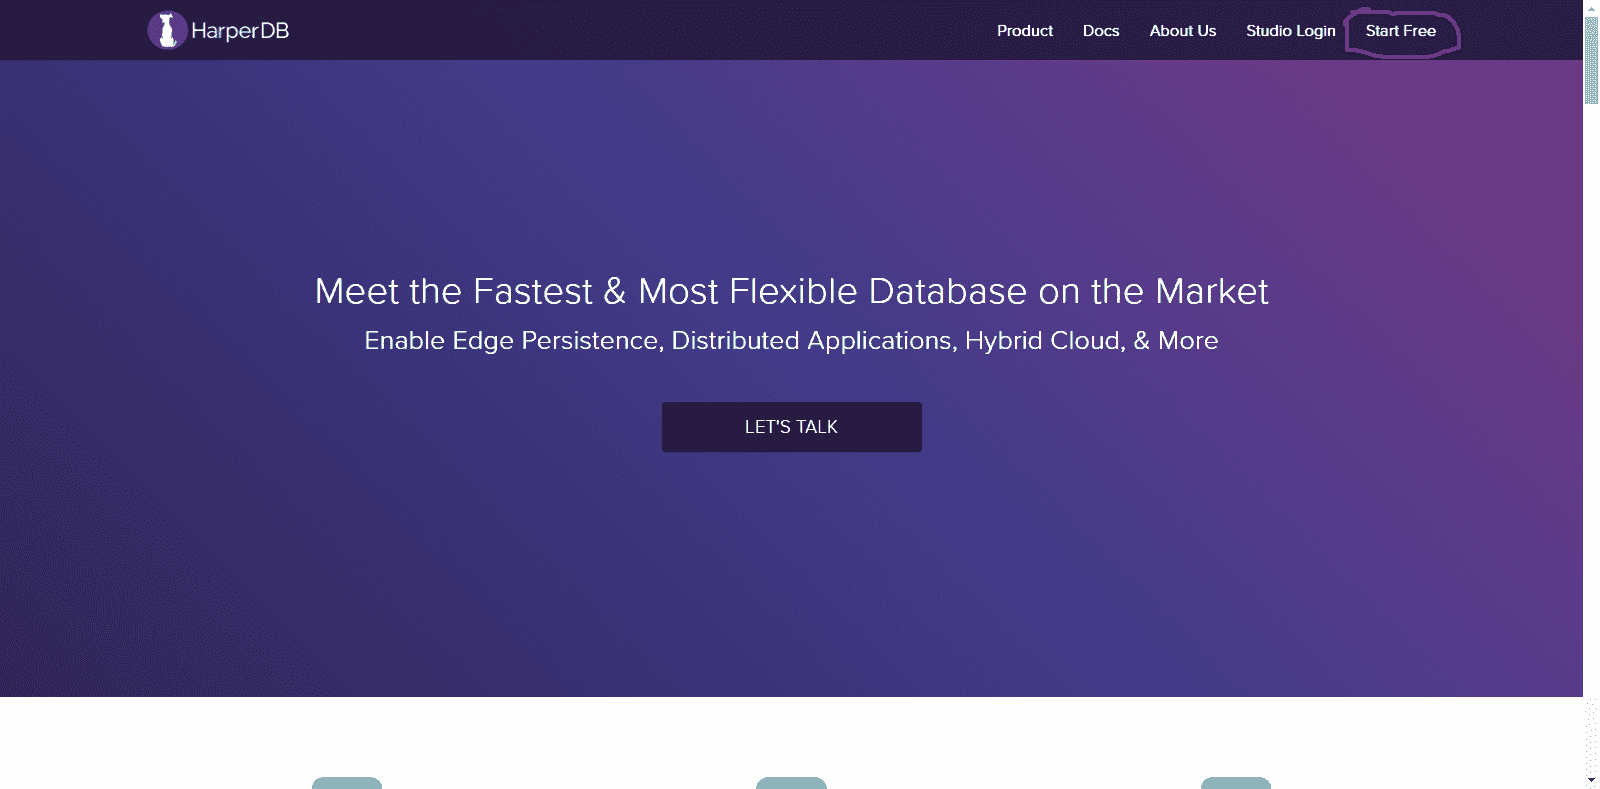 HarperDB
Product Docs About Us Studio Login Start Free
Meet the Fastest & Most Flexible Database on the Market
Enable Edge Persistence, Distributed Applications, Hybrid Cloud, & More
LET'S TALK